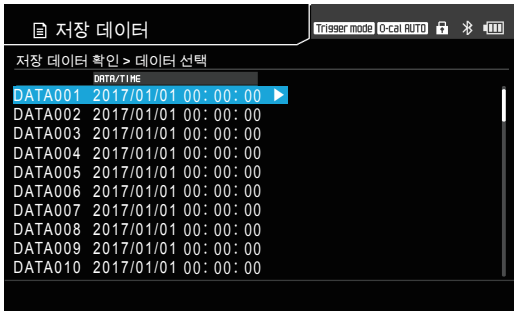 저장 데이터 Trigger mode 0-cal AUTO
저장 데이터 확인 > 데이터 선택
DATA/TIME
DATA001 2017/01/01 00:00:00
DATA002 2017/01/01 00:00:00
DATA003 2017/01/01 00:00:00
DATA004 2017/01/01 00:00:00
DATA005 2017/01/01 00:00:00
DATA006 2017/01/01 00:00:00
DATA007 2017/01/01 00:00:00
DATA008 2017/01/01 00:00:00
DATA009 2017/01/01 00:00:00
DATA010 2017/01/01 00:00:00